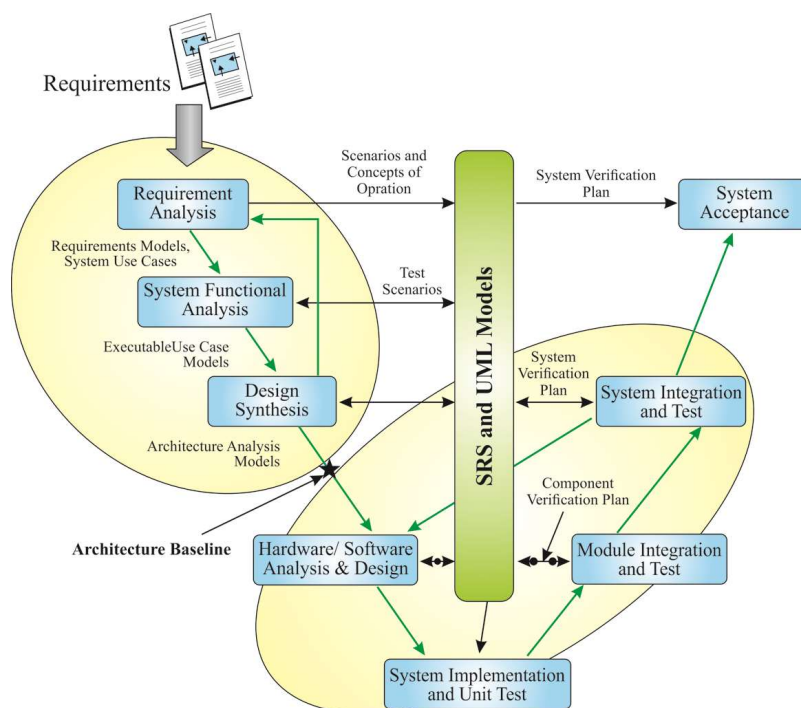 Requirements
Requirement
Analysis
Scenarios and
Concepts of
Opration
System Verification
Plan
System
Acceptance
Requirements Models,
System Use Cases
System Functional
Analysis
Test
Scenarios
ExecutableUse Case
Models
Design
Synthesis
SRS and UML Models
System
Verification
Plan
System Integration
and Test
Architecture Analysis
Models
Component
Verification Plan
Architecture Baseline
Hardware/ Software
Analysis & Design
Module Integration
and Test
System Implementation
and Unit Test